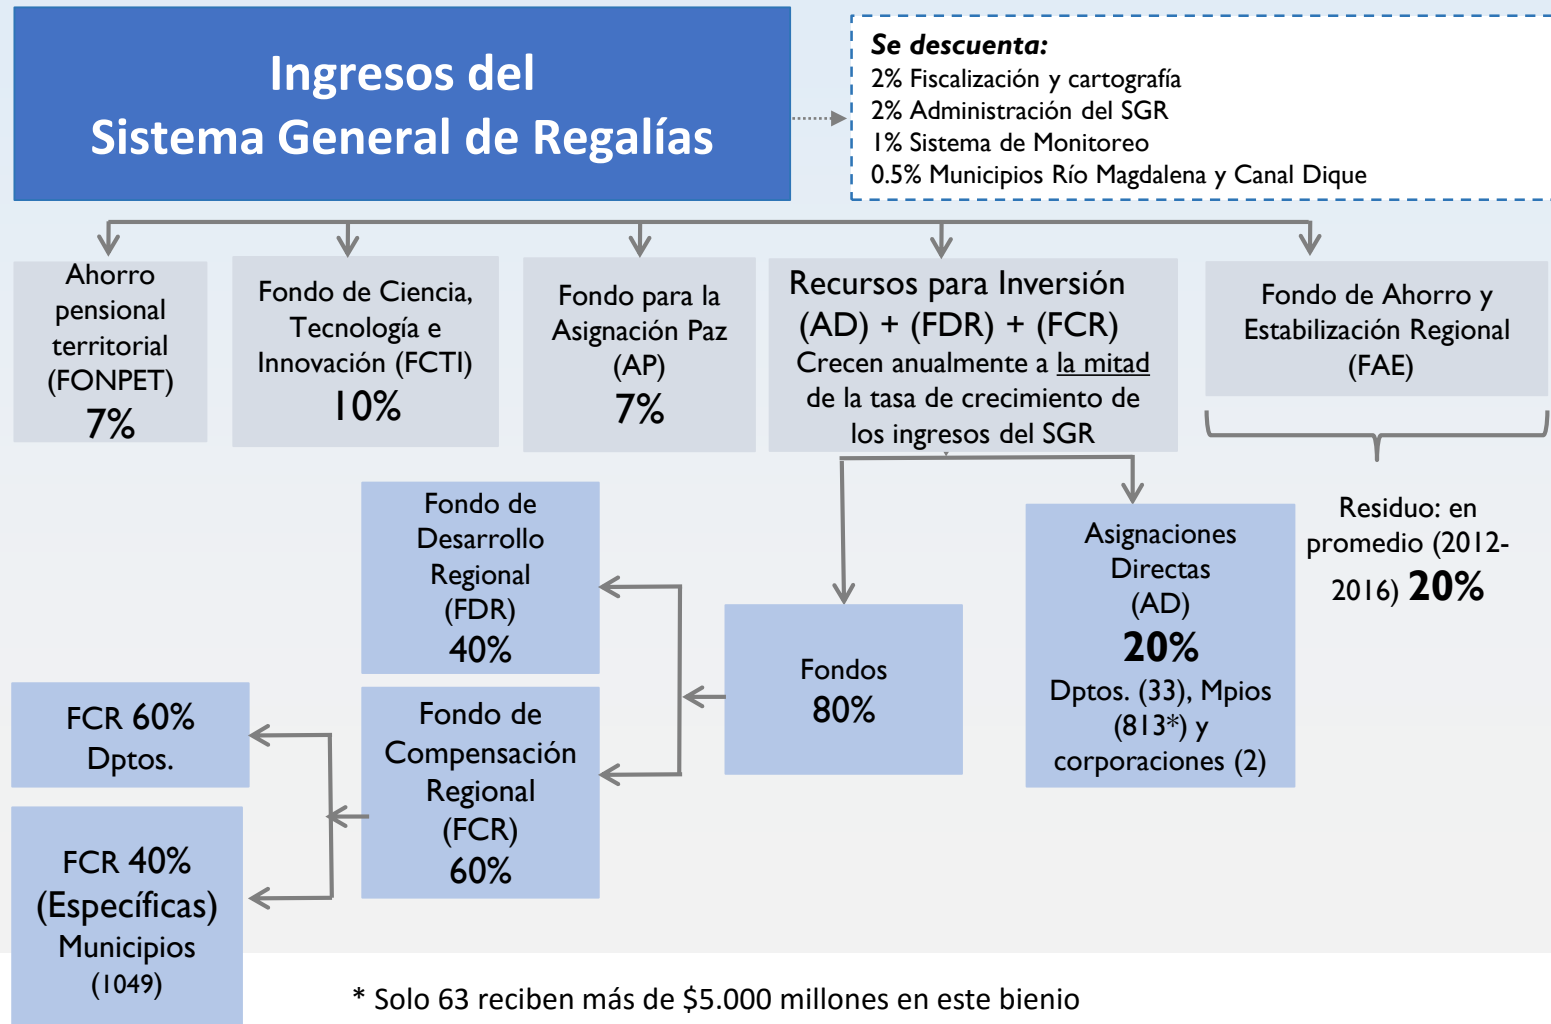 Ingresos del
Sistema General de Regalías
Se descuenta:
2% Fiscalización y cartografía
2% Administración del SGR
1% Sistema de Monitoreo
0.5% Municipios Río Magdalena y Canal Dique
Ahorro
pensional
territorial
(FONPET)
7%
Fondo de Ciencia,
Tecnología e
Innovación (FCTI)
10%
Fondo para la
Asignación Paz
(AP)
7%
Recursos para Inversión
(AD) + (FDR) + (FCR)
Crecen anualmente a la mitad
de la tasa de crecimiento de
los ingresos del SGR
Fondo de Ahorro y
Estabilización Regional
(FAE)
Residuo: en
promedio (2012-
2016) 20%
Fondo de
Desarrollo
Regional
(FDR)
40%
Asignaciones
Directas
(AD)
20%
Dptos. (33), Mpios
(813*) y
corporaciones (2)
Fondos
80%
Fondo de
Compensación
Regional
(FCR)
60%
FCR 60%
Dptos.
FCR 40%
(Específicas)
Municipios
(1049)
* Solo 63 reciben más de $5.000 millones en este bienio